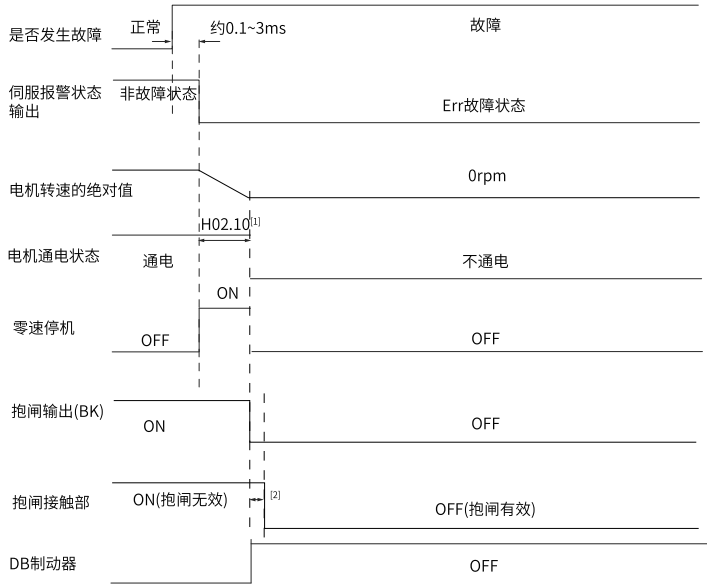 是否发生故障
正常
约0.1~3ms
故障
伺服报警状态
输出
非故障状态
Err故障状态
电机转速的绝对值
0rpm
H02.10[1]
电机通电状态
通电
不通电
ON
零速停机
OFF
OFF
抱闸输出(BK)
ON
OFF
抱闸接触部
ON(抱闸无效)
[2]
OFF(抱闸有效)
DB制动器
OFF